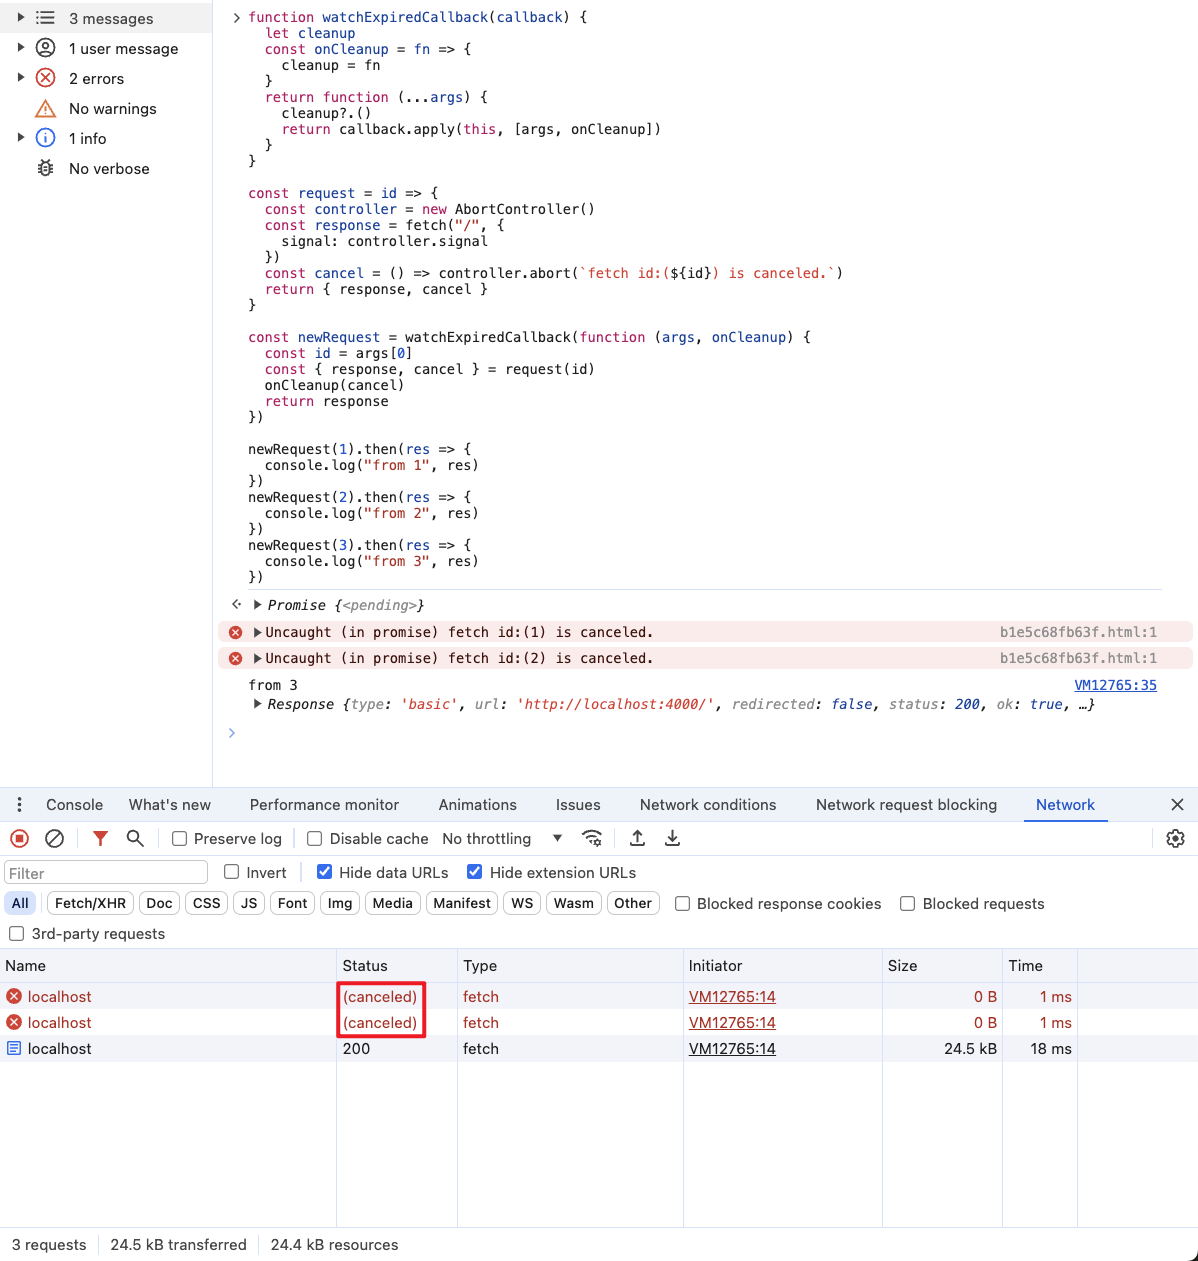 3 messages
1 user message
2 errors
No warnings
1 info
No verbose
function watchExpiredCallback(callback) {
  let cleanup
  const onCleanup = fn => {
    cleanup = fn
  }
  return function (...args) {
    cleanup?.()
    return callback.apply(this, [args, onCleanup])
  }
}
const request = id => {
  const controller = new AbortController()
  const response = fetch("/", {
    signal: controller.signal
  })
  const cancel = () => controller.abort(`fetch id:(${id}) is canceled.`)
  return { response, cancel }
}
const newRequest = watchExpiredCallback(function (args, onCleanup) {
  const id = args[0]
  const { response, cancel } = request(id)
  onCleanup(cancel)
  return response
})
newRequest(1).then(res => {
  console.log("from 1", res)
})
newRequest(2).then(res => {
  console.log("from 2", res)
})
newRequest(3).then(res => {
  console.log("from 3", res)
})
Promise {<pending>}
Uncaught (in promise) fetch id:(1) is canceled. b1e5c68fb63f.html:1
Uncaught (in promise) fetch id:(2) is canceled. b1e5c68fb63f.html:1
from 3 VM12765:35
Response {type: 'basic', url: 'http://localhost:4000/', redirected: false, status: 200, ok: true, …}
Console What's new Performance monitor Animations Issues Network conditions Network request blocking Network
Preserve log Disable cache No throttling
Filter Invert Hide data URLs Hide extension URLs
All Fetch/XHR Doc CSS JS Font Img Media Manifest WS Wasm Other Blocked response cookies Blocked requests
3rd-party requests
Name Status Type Initiator Size Time
localhost (canceled) fetch VM12765:14 0 B 1 ms
localhost (canceled) fetch VM12765:14 0 B 1 ms
localhost 200 fetch VM12765:14 24.5 kB 18 ms
3 requests 24.5 kB transferred 24.4 kB resources